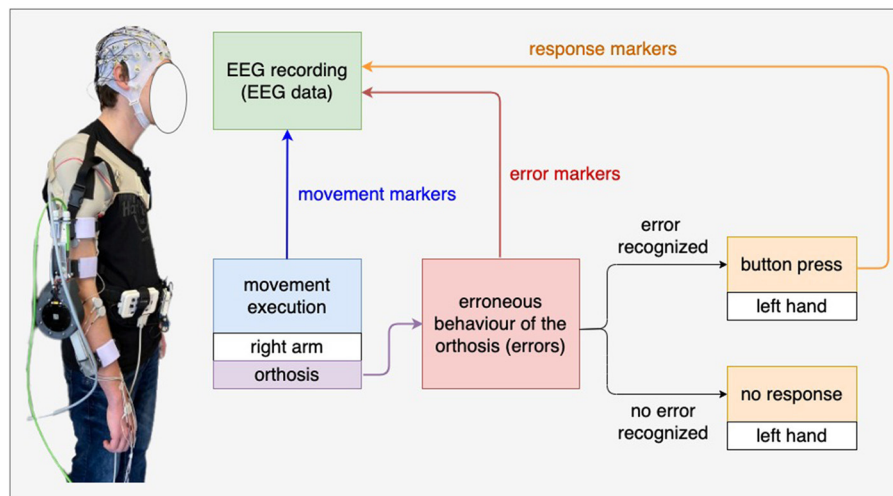 response markers
EEG recording
(EEG data)
movement markers
error markers
error
recognized
button press
left hand
movement
execution
right arm
orthosis
erroneous
behaviour of the
orthosis (errors)
no response
left hand
no error
recognized